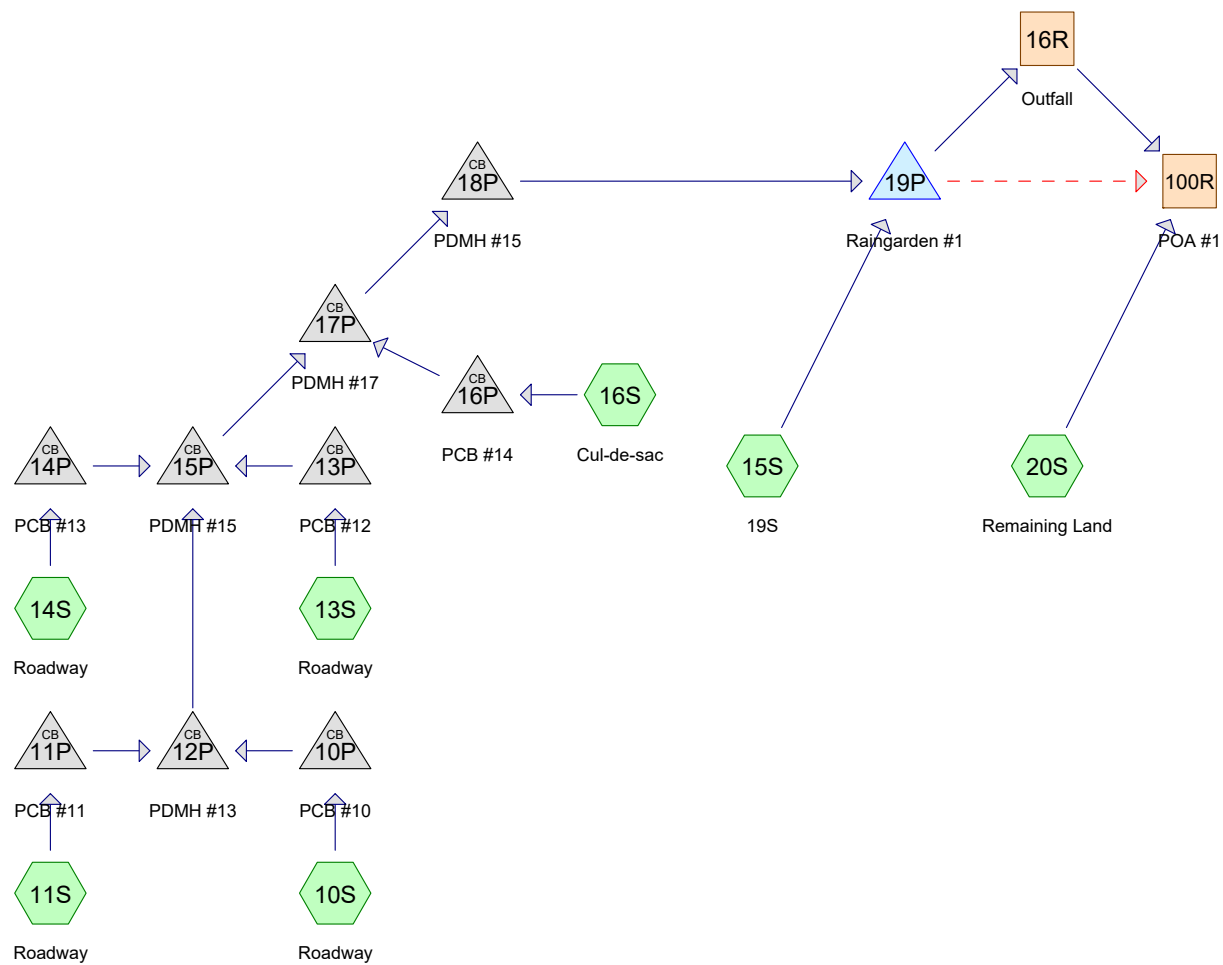 16R
Outfall
CB
18P
PDMH #15
19P
Raingarden #1
100R
POA #1
CB
17P
PDMH #17
CB
16P
PCB #14
16S
Cul-de-sac
CB
14P
PCB #13
CB
15P
PDMH #15
CB
13P
PCB #12
15S
19S
20S
Remaining Land
14S
Roadway
13S
Roadway
CB
11P
PCB #11
CB
12P
PDMH #13
CB
10P
PCB #10
11S
Roadway
10S
Roadway